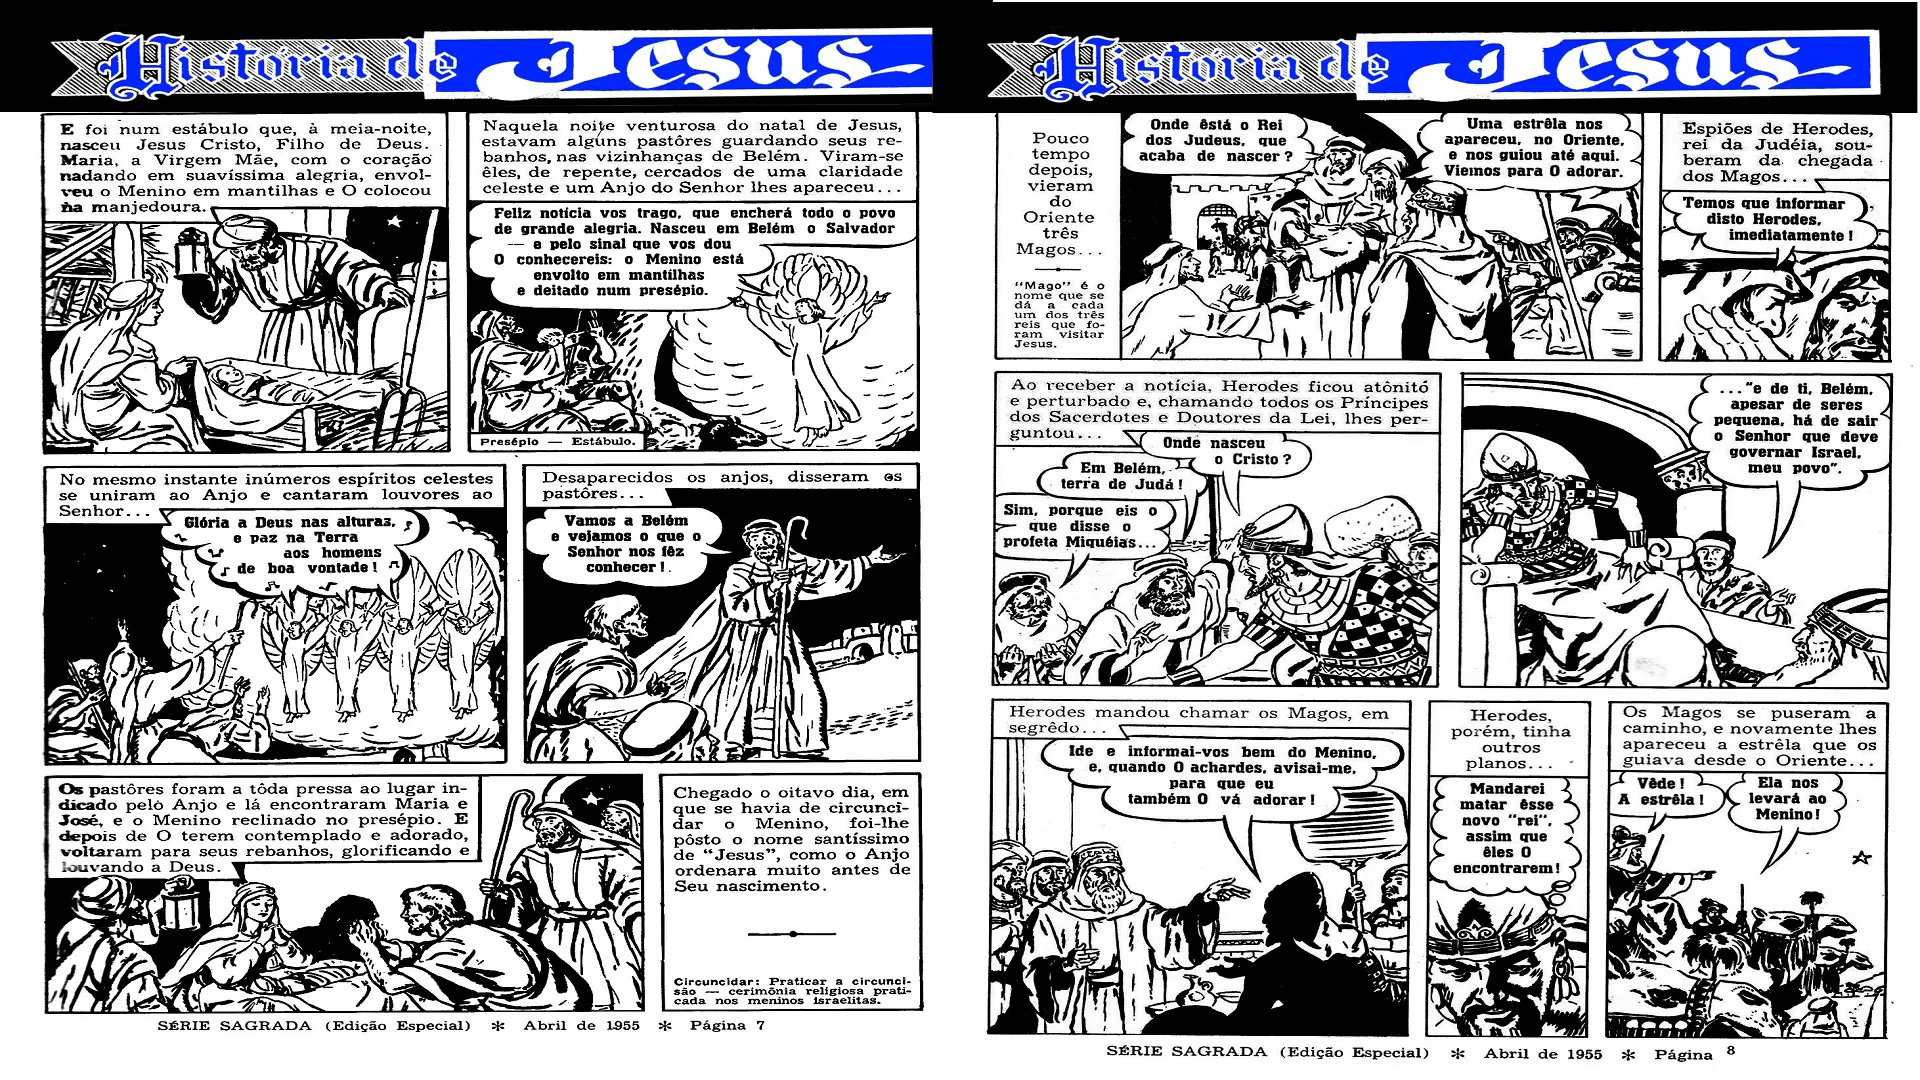 História de Jesus
E foi num estábulo que, à meia-noite,
nasceu Jesus Cristo, Filho de Deus.
Maria, a Virgem Mãe, com o coração
nadando em suavíssima alegria, envol-
veu o Menino em mantilhas e O colocou
na manjedoura.
Naquela noite venturosa do natal de Jesus,
estavam alguns pastôres guardando seus re-
banhos, nas vizinhanças de Belém. Viram-se
êles, de repente, cercados de uma claridade
celeste e um Anjo do Senhor lhes apareceu...
Feliz notícia vos trago, que encherá todo o povo
de grande alegria. Nasceu em Belém o Salvador
— e pelo sinal que vos dou
O conhecereis: o Menino está
envolto em mantilhas
e deitado num presépio.
Presépio — Estábulo.
No mesmo instante inúmeros espíritos celestes
se uniram ao Anjo e cantaram louvores ao
Senhor...
Glória a Deus nas alturas,
e paz na Terra
aos homens
de boa vontade!
Desaparecidos os anjos, disseram os
pastôres...
Vamos a Belém
e vejamos o que o
Senhor nos fêz
conhecer!
Os pastôres foram a tôda pressa ao lugar in-
dicado pelo Anjo e lá encontraram Maria e
José, e o Menino reclinado no presépio. E
depois de O terem contemplado e adorado,
voltaram para seus rebanhos, glorificando e
louvando a Deus.
Chegado o oitavo dia, em
que se havia de circunci-
dar o Menino, foi-lhe
pôsto o nome santíssimo
de "Jesus", como o Anjo
ordenara muito antes de
Seu nascimento.
Circuncidar: Praticar a circunci-
são — cerimônia religiosa prati-
cada nos meninos israelitas.
SÉRIE SAGRADA (Edição Especial) * Abril de 1955 * Página 7
História de Jesus
Pouco
tempo
depois,
vieram
do
Oriente
três
Magos...
"Mago" é o
nome que se
dá a cada
um dos três
reis que fo-
ram visitar
Jesus.
Onde êstá o Rei
dos Judeus, que
acaba de nascer?
Uma estrêla nos
apareceu, no Oriente,
e nos guiou até aqui.
Viemos para O adorar.
Espiões de Herodes,
rei da Judéia, sou-
beram da chegada
dos Magos...
Temos que informar
disto Herodes,
imediatamente!
Ao receber a notícia, Herodes ficou atônito
e perturbado e, chamando todos os Príncipes
dos Sacerdotes e Doutores da Lei, lhes per-
guntou...
Onde nasceu
o Cristo?
Em Belém,
terra de Judá!
Sim, porque eis o
que disse o
profeta Miquéias...
..."e de ti, Belém,
apesar de seres
pequena, há de sair
o Senhor que deve
governar Israel,
meu povo".
Herodes mandou chamar os Magos, em
segrêdo...
Ide e informai-vos bem do Menino,
e, quando O achardes, avisai-me,
para que eu
também O vá adorar!
Herodes,
porém, tinha
outros
planos...
Mandarei
matar êsse
novo "rei",
assim que
êles O
encontrarem!
Os Magos se puseram a
caminho, e novamente lhes
apareceu a estrêla que os
guiava desde o Oriente...
Vêde!
A estrêla!
Ela nos
levará ao
Menino!
SÉRIE SAGRADA (Edição Especial) * Abril de 1955 * Página 8